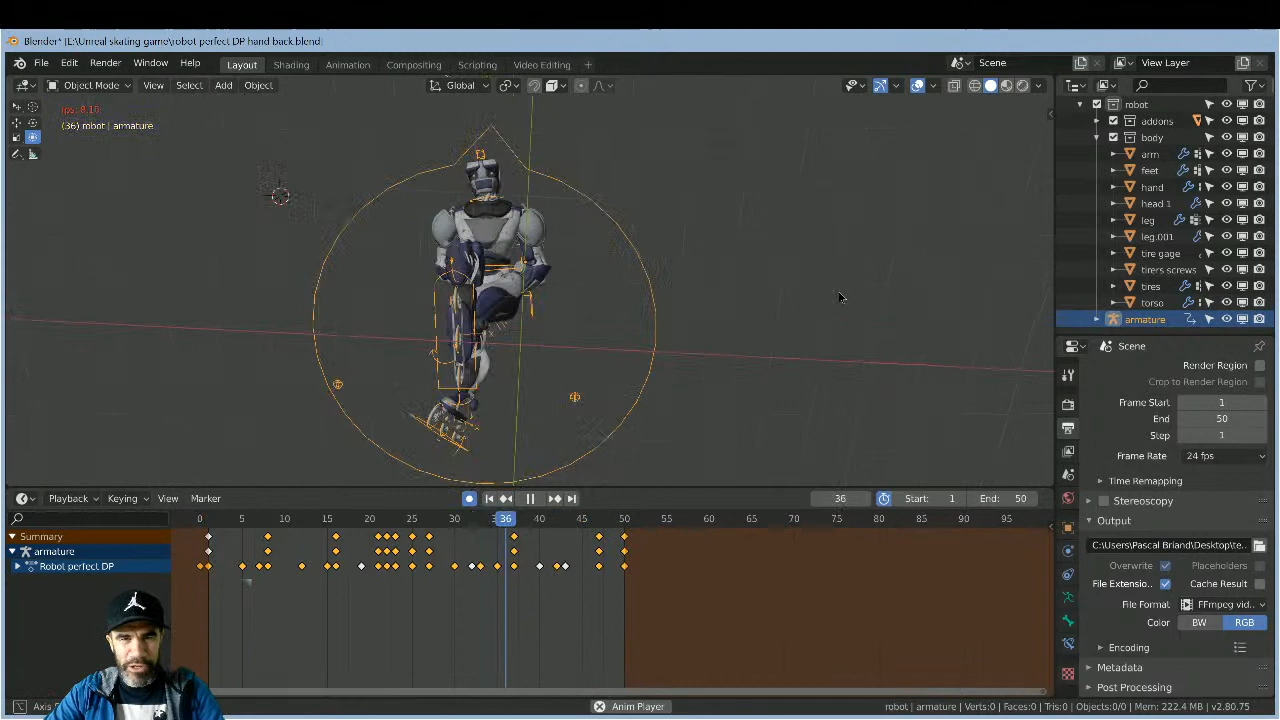 Blender* [E:\Unreal skating game\robot perfect DP hand back.blend]
File Edit Render Window Help Layout Shading Animation Compositing Scripting Video Editing + Scene View Layer
Object Mode View Select Add Object Global
fps: 8.16
(36) robot | armature
robot
addons
body
arm
feet
hand
head 1
leg
leg.001
tire gage
tirers screws
tires
torso
armature
Scene
Render Region
Crop to Render Region
Frame Start 1
End 50
Step 1
Frame Rate 24 fps
Time Remapping
Stereoscopy
Output
C:\Users\Pascal Briand\Desktop\te..
Overwrite Placeholders
File Extensio.. Cache Result
File Format FFmpeg vid..
Color BW RGB
Encoding
Metadata
Post Processing
Playback Keying View Marker 36 Start: 1 End: 50
0 5 10 15 20 25 30 36 40 45 50 55 60 65 70 75 80 85 90 95
Summary
armature
Robot perfect DP
Anim Player
robot | armature | Verts:0 | Faces:0 | Tris:0 | Objects:0/0 | Mem: 222.4 MB | v2.80.75